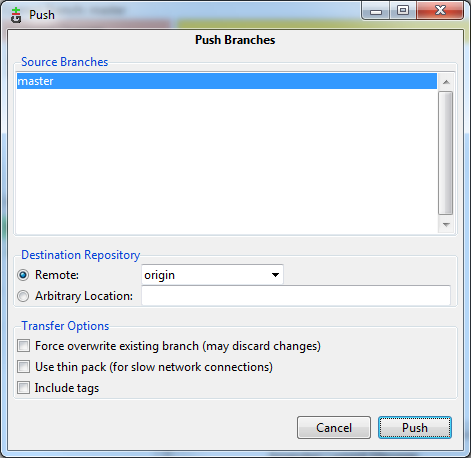 Push
Push Branches
Source Branches
master
Destination Repository
Remote: origin
Arbitrary Location:
Transfer Options
Force overwrite existing branch (may discard changes)
Use thin pack (for slow network connections)
Include tags
Cancel Push